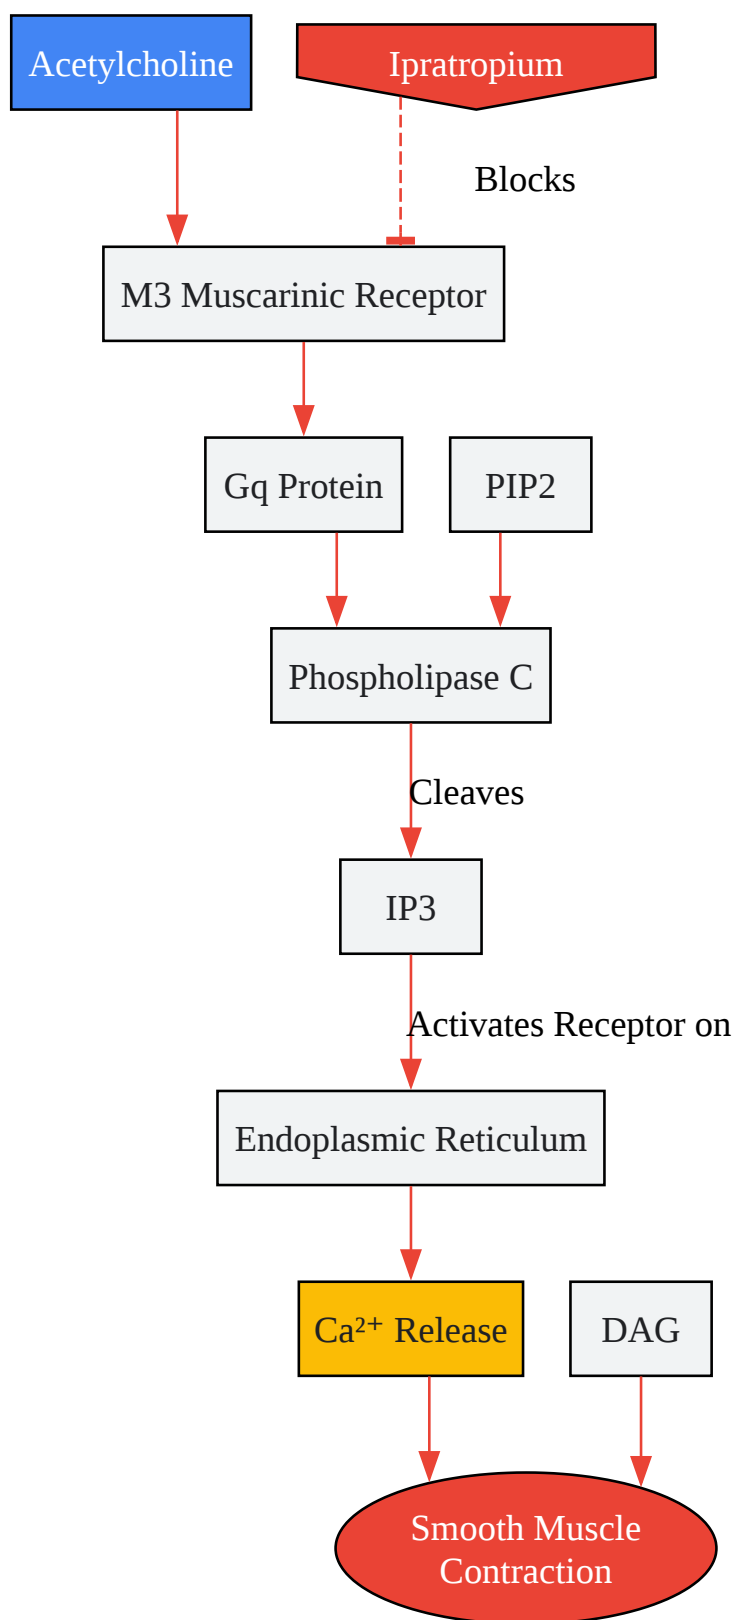 Acetylcholine
Ipratropium
Blocks
M3 Muscarinic Receptor
Gq Protein
PIP2
Phospholipase C
Cleaves
IP3
Activates Receptor on
Endoplasmic Reticulum
Ca²⁺ Release
DAG
Smooth Muscle
Contraction